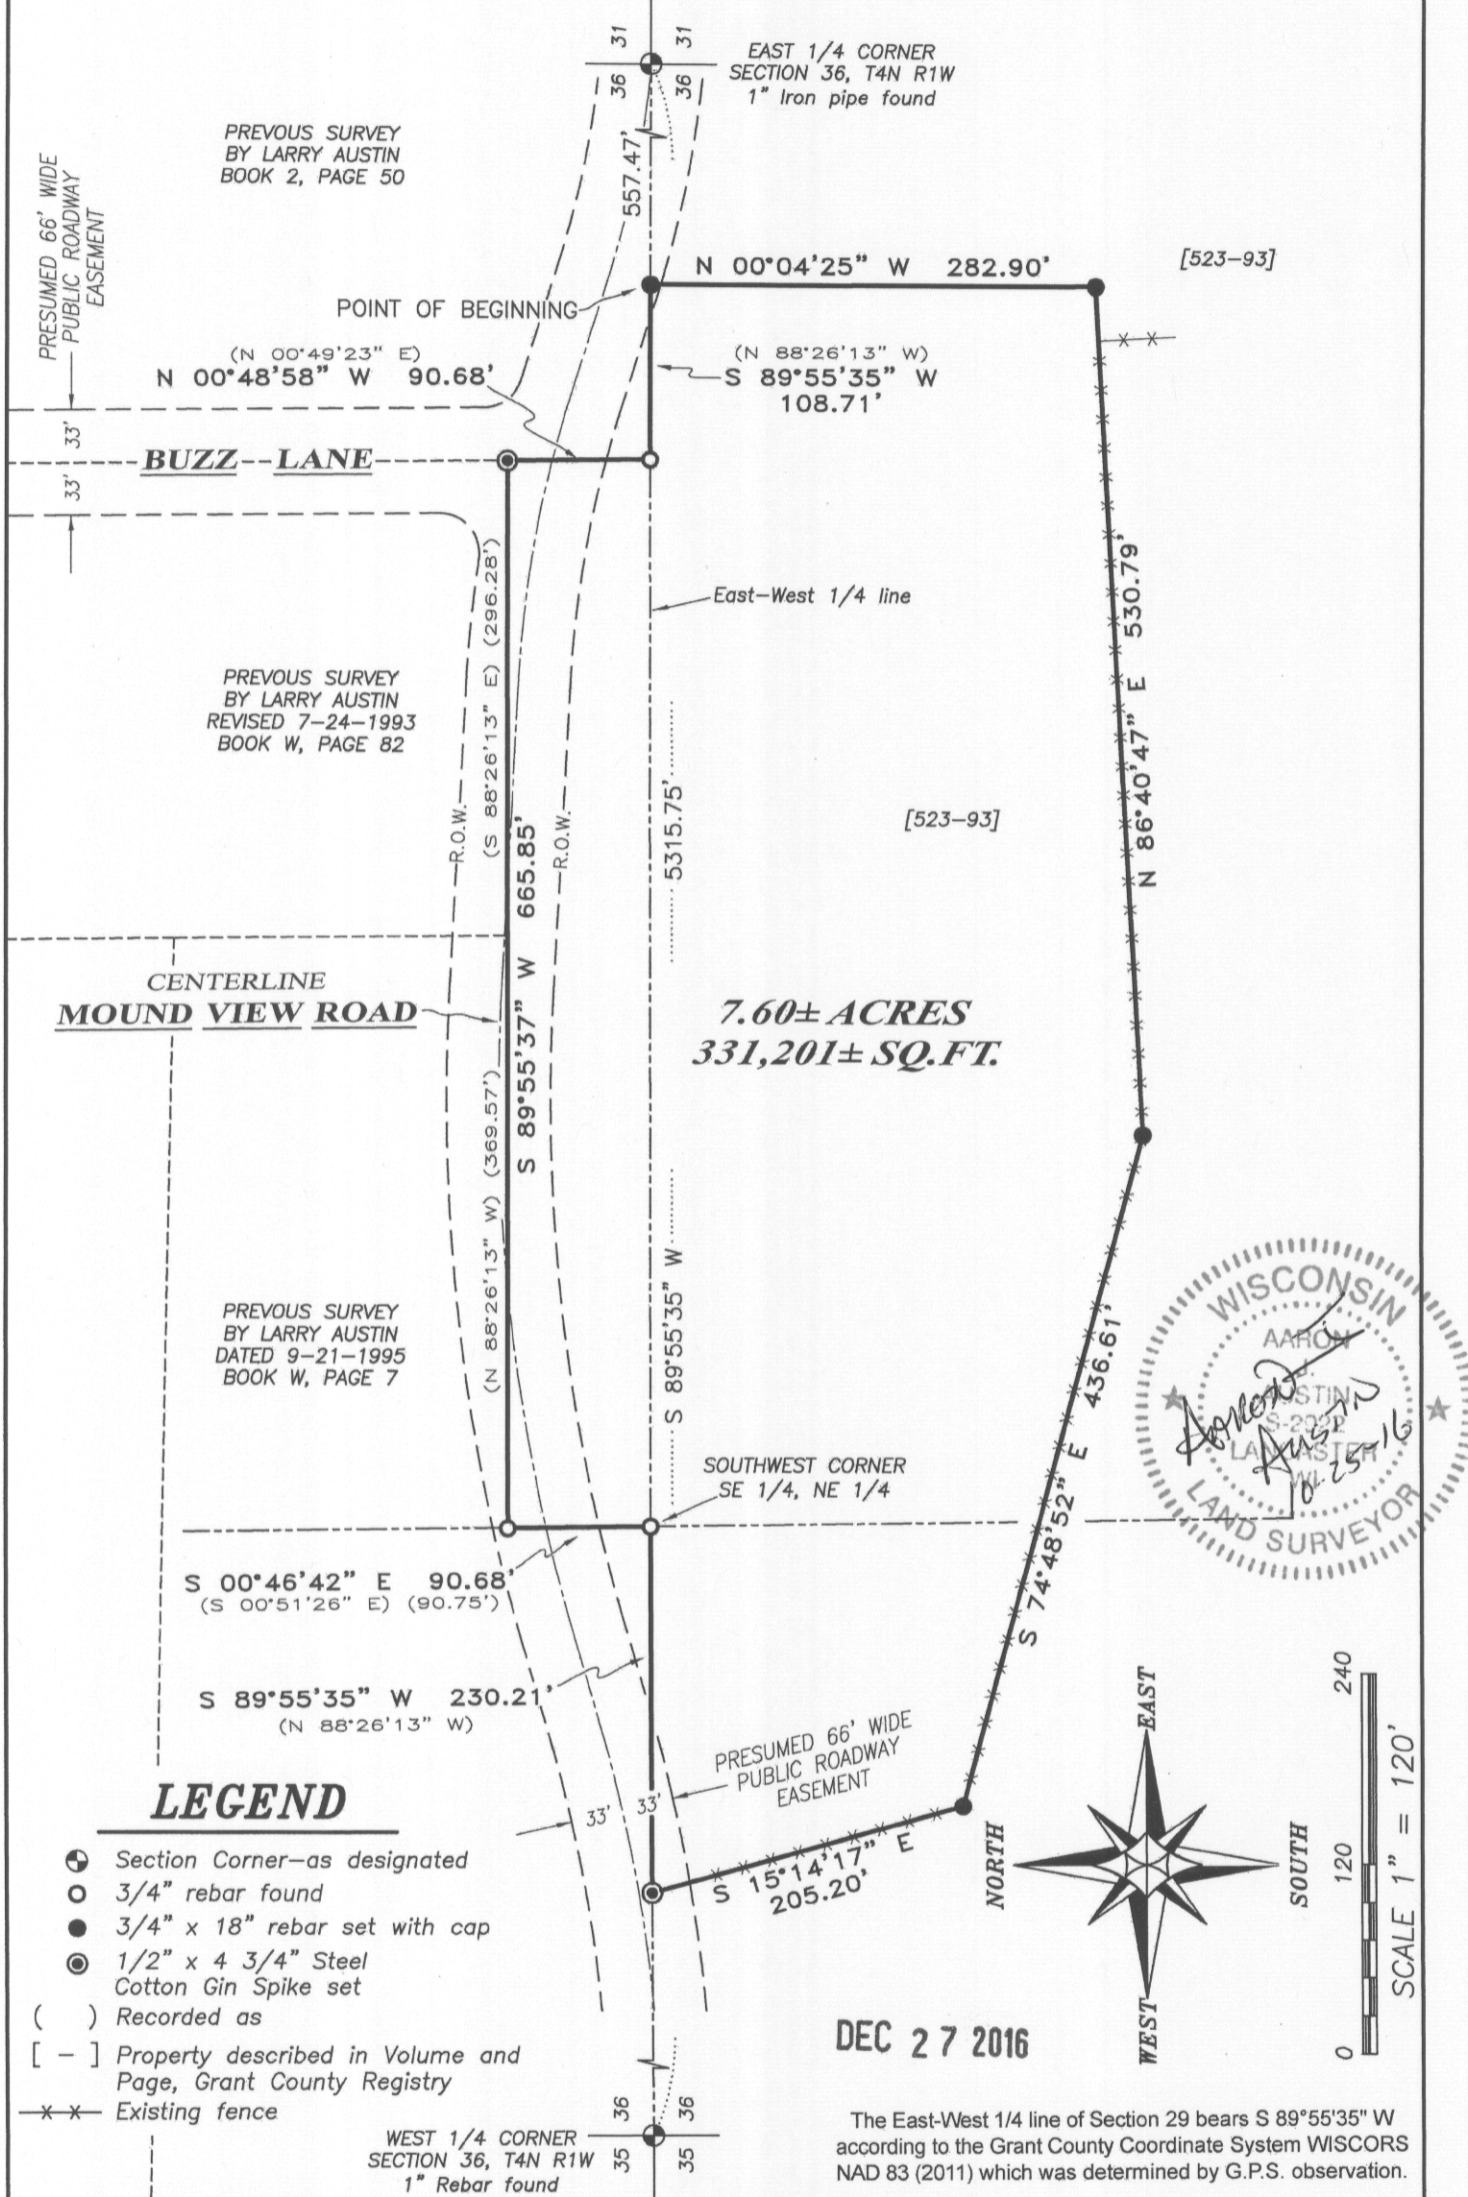 31
31
36
36
EAST 1/4 CORNER
SECTION 36, T4N R1W
1" Iron pipe found
PREVOUS SURVEY
BY LARRY AUSTIN
BOOK 2, PAGE 50
PRESUMED 66' WIDE
PUBLIC ROADWAY
EASEMENT
557.47'
N 00°04'25" W 282.90'
[523-93]
POINT OF BEGINNING
(N 00°49'23" E)
N 00°48'58" W 90.68'
(N 88°26'13" W)
S 89°55'35" W
108.71'
33'
33'
BUZZ LANE
(S 88°26'13" E) (296.28')
East-West 1/4 line
N 86°40'47" E 530.79'
PREVOUS SURVEY
BY LARRY AUSTIN
REVISED 7-24-1993
BOOK W, PAGE 82
R.O.W.
R.O.W.
5315.75'
[523-93]
S 89°55'37" W 665.85'
CENTERLINE
MOUND VIEW ROAD
7.60± ACRES
331,201± SQ.FT.
(N 88°26'13" W) (369.57')
S 89°55'35" W
PREVOUS SURVEY
BY LARRY AUSTIN
DATED 9-21-1995
BOOK W, PAGE 7
S 74°48'52" E 436.61'
WISCONSIN
AARON
J.
AUSTIN
S-2922
LANCASTER
WI.
LAND SURVEYOR
Aaron J
Austin
10-25-16
SOUTHWEST CORNER
SE 1/4, NE 1/4
S 00°46'42" E 90.68'
(S 00°51'26" E) (90.75')
S 89°55'35" W 230.21'
(N 88°26'13" W)
PRESUMED 66' WIDE
PUBLIC ROADWAY
EASEMENT
33'
33'
S 15°14'17" E
205.20'
EAST
NORTH
SOUTH
WEST
240
120
0
SCALE 1" = 120'
LEGEND
Section Corner-as designated
3/4" rebar found
3/4" x 18" rebar set with cap
1/2" x 4 3/4" Steel
Cotton Gin Spike set
( ) Recorded as
[ - ] Property described in Volume and
Page, Grant County Registry
Existing fence
DEC 27 2016
36
36
35
35
WEST 1/4 CORNER
SECTION 36, T4N R1W
1" Rebar found
The East-West 1/4 line of Section 29 bears S 89°55'35" W
according to the Grant County Coordinate System WISCORS
NAD 83 (2011) which was determined by G.P.S. observation.